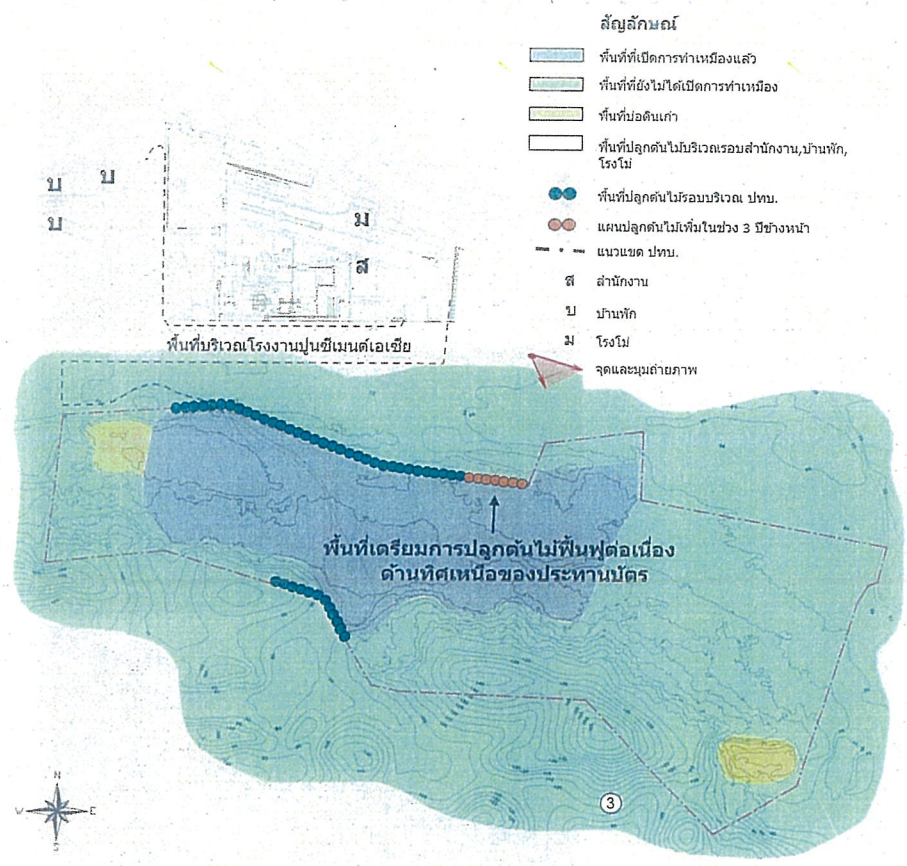 สัญลักษณ์
พื้นที่ที่เปิดการทำเหมืองแล้ว
พื้นที่ที่ยังไม่ได้เปิดการทำเหมือง
พื้นที่บ่อดินเก่า
พื้นที่ปลูกต้นไม้บริเวณรอบสำนักงาน,บ้านพัก,
โรงโม่
พื้นที่ปลูกต้นไม้รอบบริเวณ ปทบ.
แผนปลูกต้นไม้เพิ่มในช่วง 3 ปีข้างหน้า
แนวเขต ปทบ.
ส สำนักงาน
บ บ้านพัก
ม โรงโม่
จุดและมุมถ่ายภาพ
บ บ
บ
ม
ส
พื้นที่บริเวณโรงงานปูนซีเมนต์เอเซีย
พื้นที่เตรียมการปลูกต้นไม้ฟื้นฟูต่อเนื่อง
ด้านทิศเหนือของประทานบัตร
3
N
W E
S